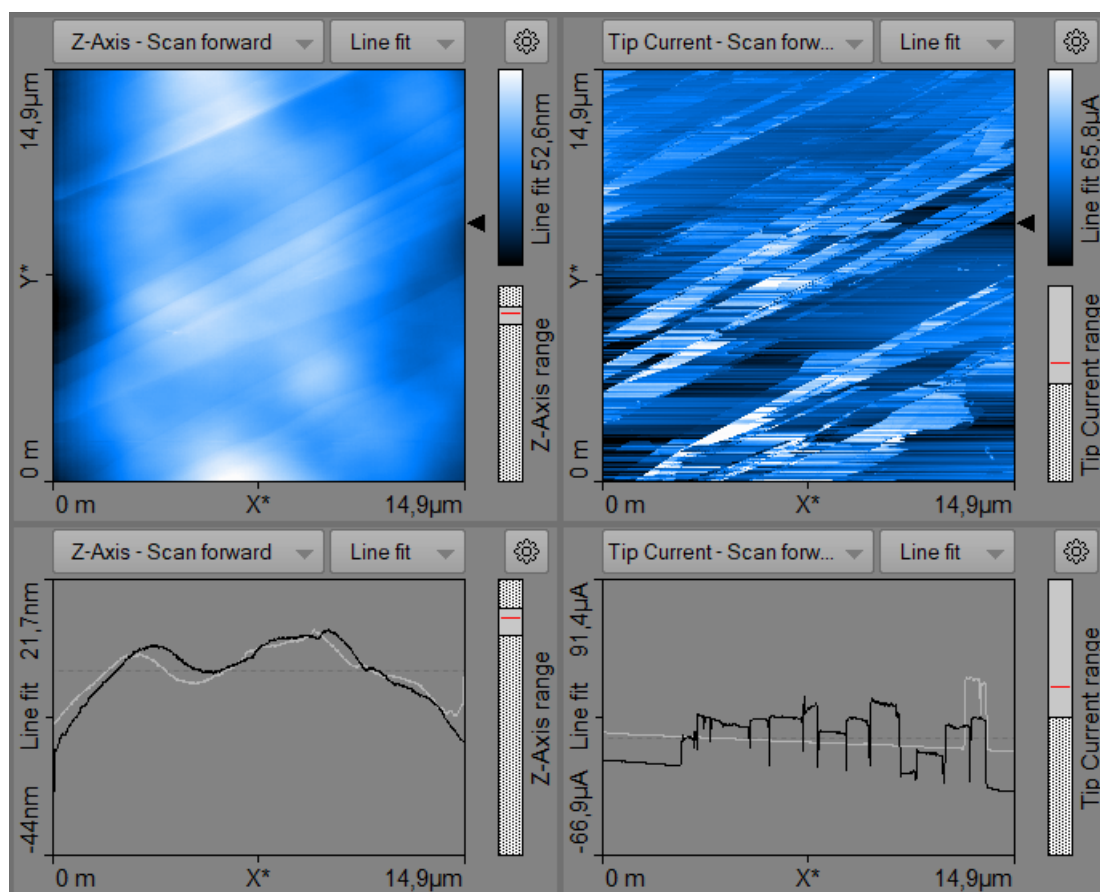 Z-Axis - Scan forward
Line fit
14,9µm
Y*
0 m
0 m
X*
14,9µm
Line fit 52,6nm
Z-Axis range
Tip Current - Scan forw...
Line fit
14,9µm
Y*
0 m
0 m
X*
14,9µm
Line fit 65,8µA
Tip Current range
Z-Axis - Scan forward
Line fit
21,7nm
Line fit
-44nm
0 m
X*
14,9µm
Z-Axis range
Tip Current - Scan forw...
Line fit
91,4µA
Line fit
-66,9µA
0 m
X*
14,9µm
Tip Current range